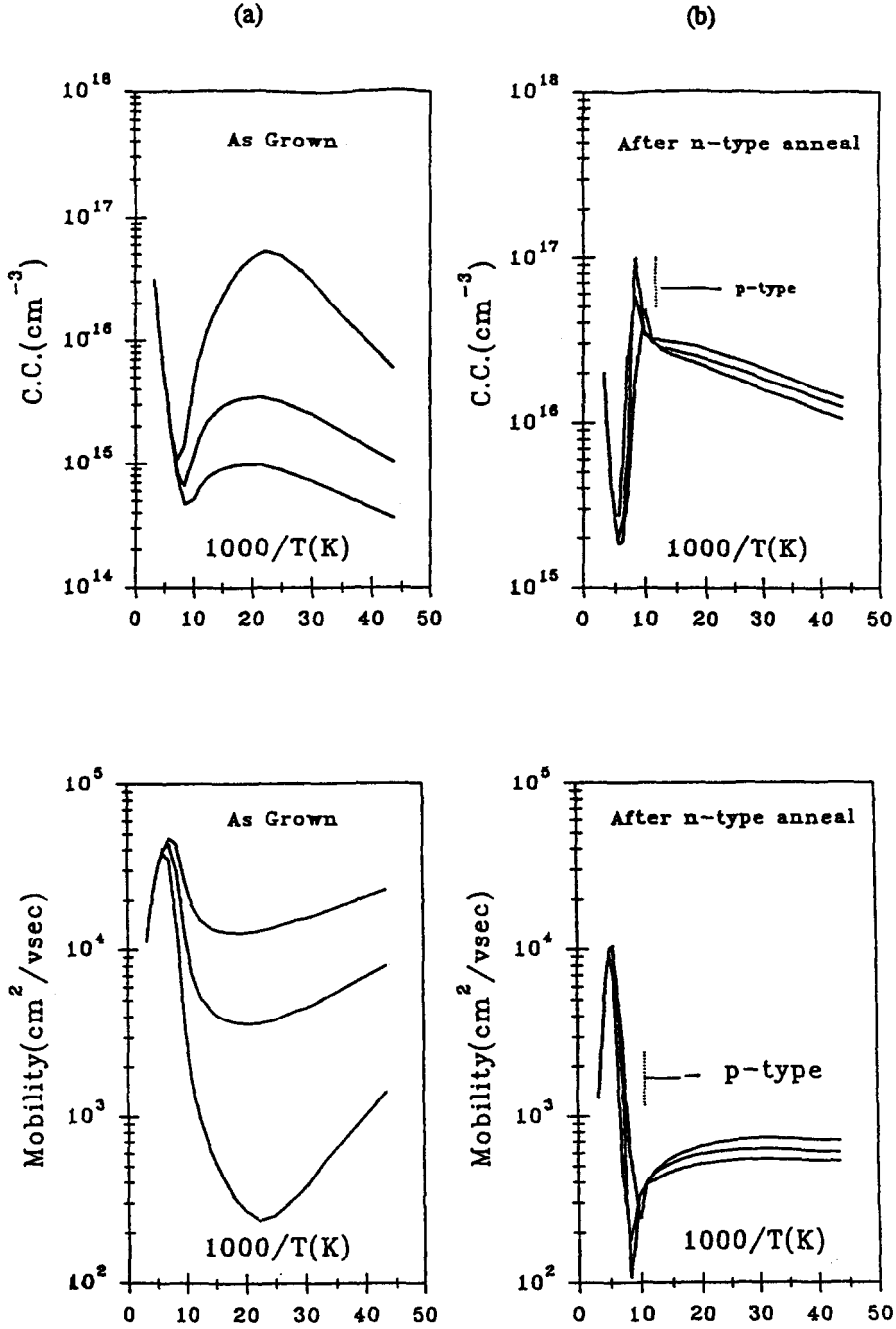 (a)
(b)
10^18
10^17
10^16
10^15
10^14
C.C.(cm^−3)
As Grown
1000/T(K)
0 10 20 30 40 50
10^18
10^17
10^16
10^15
C.C.(cm^−3)
After n-type anneal
p-type
1000/T(K)
0 10 20 30 40 50
10^5
10^4
10^3
10^2
Mobility(cm^2/vsec)
As Grown
1000/T(K)
0 10 20 30 40 50
10^5
10^4
10^3
10^2
Mobility(cm^2/vsec)
After n-type anneal
p-type
1000/T(K)
0 10 20 30 40 50